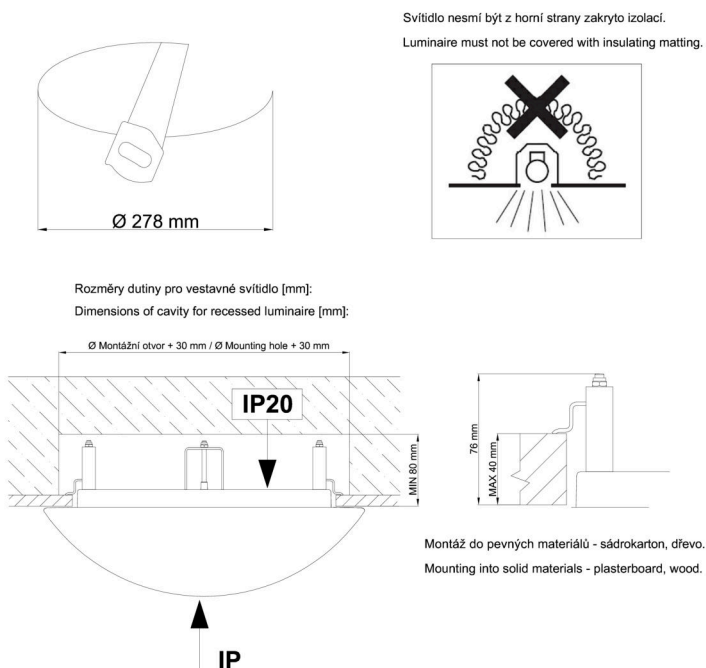 Svítidlo nesmí být z horní strany zakryto izolací.
Luminaire must not be covered with insulating matting.
Ø 278 mm
Rozměry dutiny pro vestavné svítidlo [mm]:
Dimensions of cavity for recessed luminaire [mm]:
Ø Montážní otvor + 30 mm / Ø Mounting hole + 30 mm
IP20
MIN 80 mm
76 mm
MAX 40 mm
Montáž do pevných materiálů - sádrokarton, dřevo.
Mounting into solid materials - plasterboard, wood.
IP